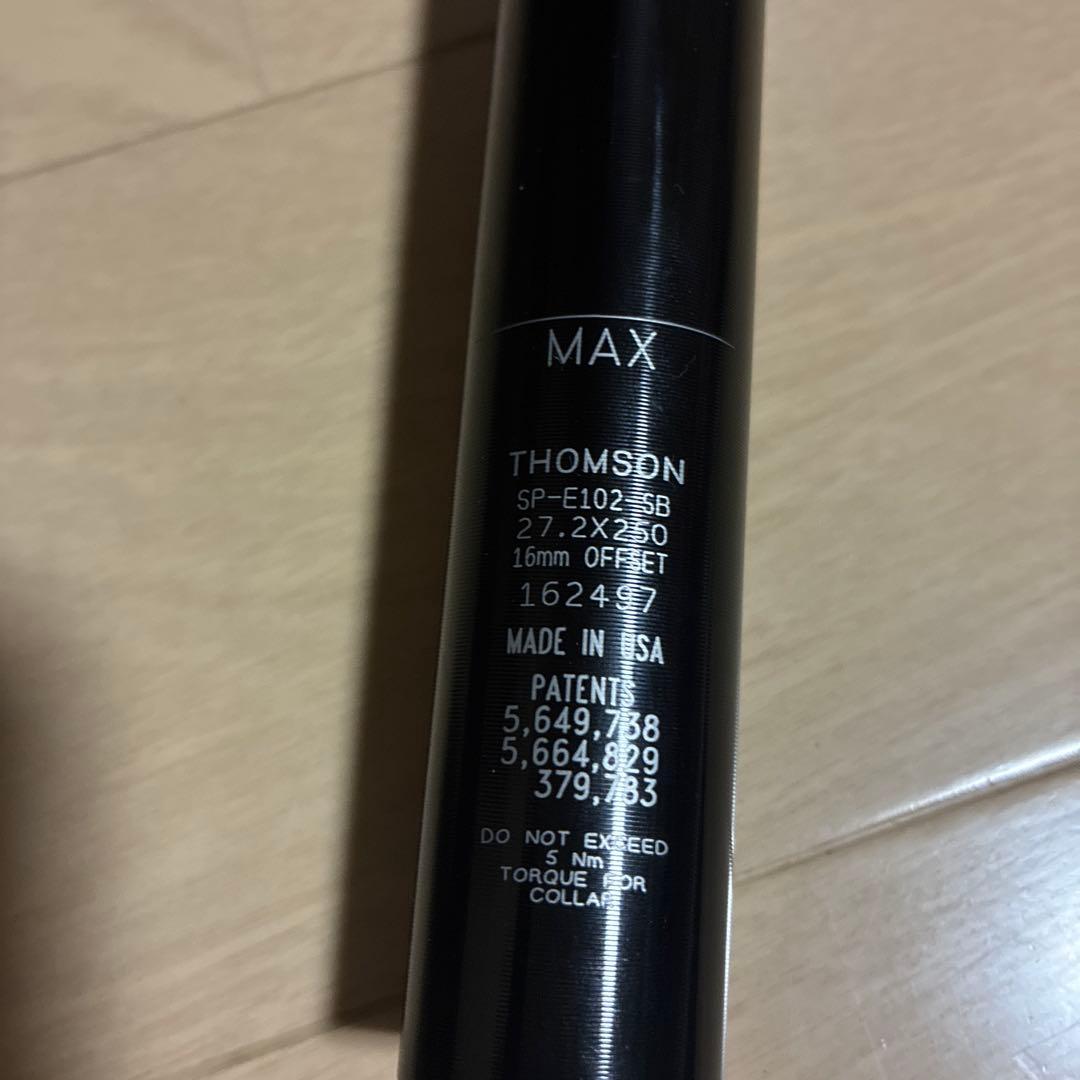 MAX
THOMSON
SP-E102-SB
27.2X250
16mm OFFSET
162497
MADE IN USA
PATENTS
5,649,738
5,664,829
379,783
DO NOT EXCEED
5 Nm
TORQUE FOR
COLLAR